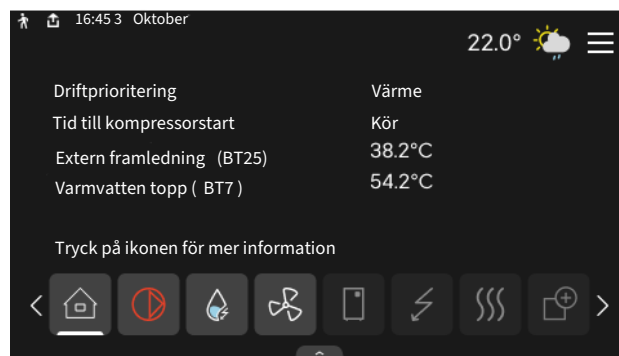 16:45 3 Oktober
22.0°
Driftprioritering Värme
Tid till kompressorstart Kör
Extern framledning (BT25) 38.2°C
Varmvatten topp ( BT7 ) 54.2°C
Tryck på ikonen för mer information